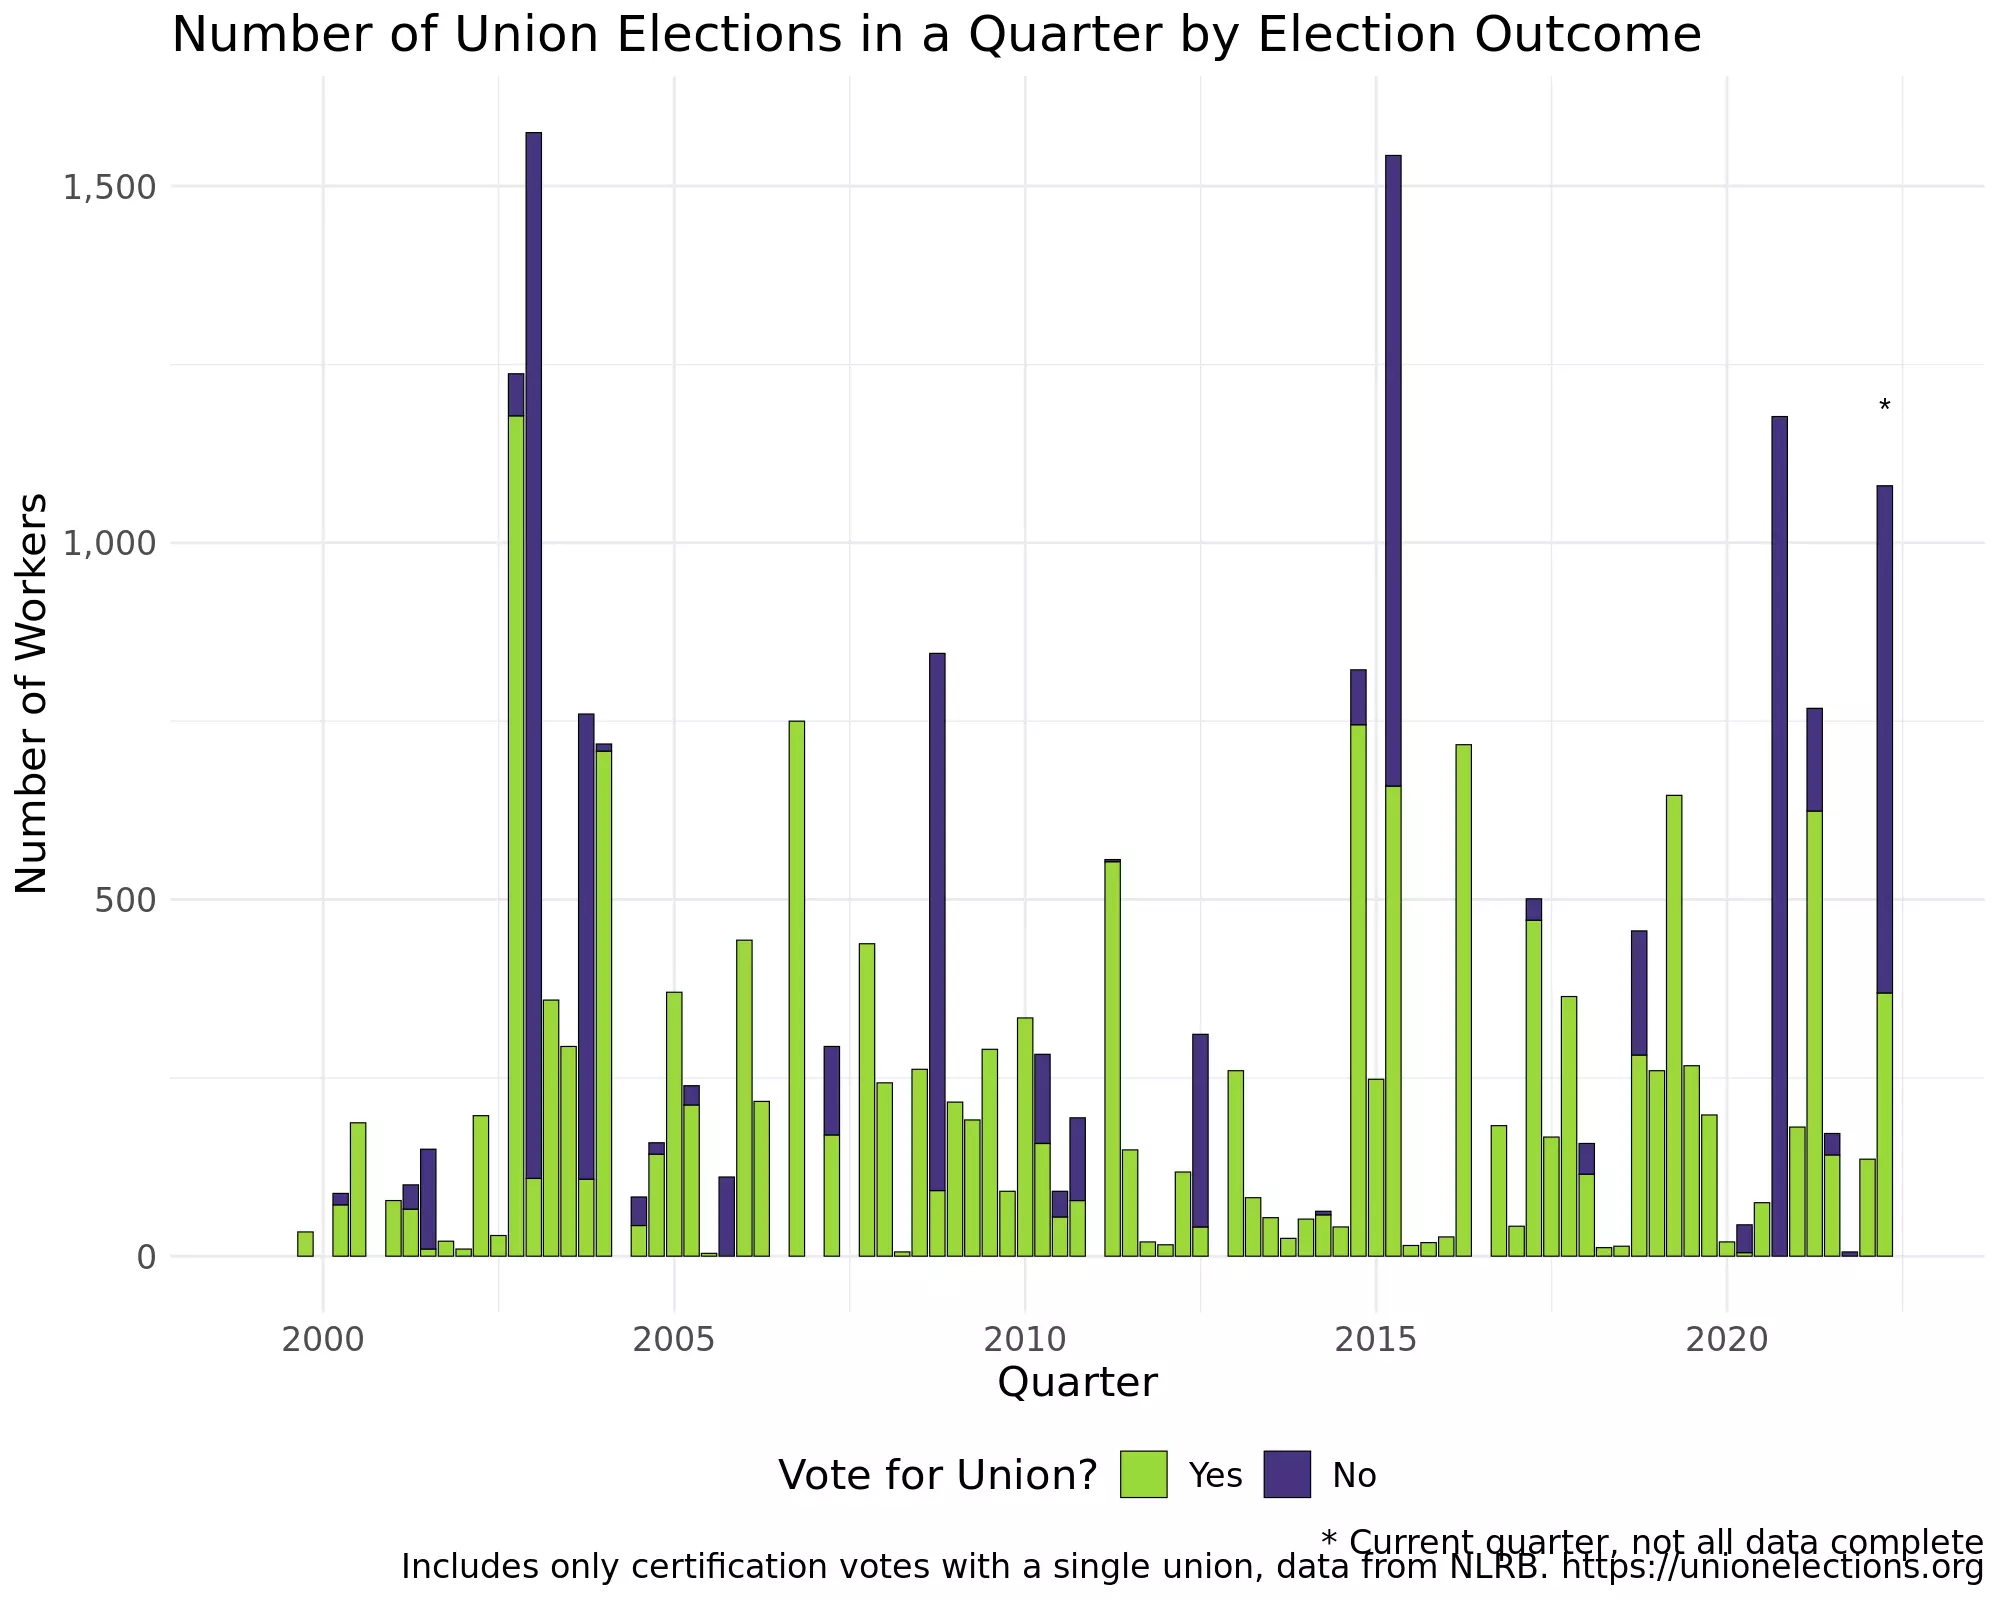 Number of Union Elections in a Quarter by Election Outcome
Number of Workers
1,500
1,000
500
0
*
2000 2005 2010 2015 2020
Quarter
Vote for Union? Yes No
* Current quarter, not all data complete
Includes only certification votes with a single union, data from NLRB. https://unionelections.org